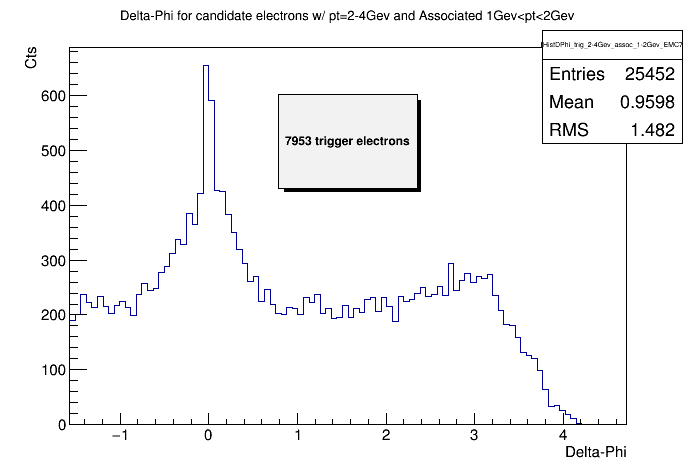 Delta-Phi for candidate electrons w/ pt=2-4Gev and Associated 1Gev<pt<2Gev
HistDPhi_trig_2-4Gev_assoc_1-2Gev_EMC7
Entries 25452
Mean 0.9598
RMS 1.482
Cts
7953 trigger electrons
600
500
400
300
200
100
0
−1 0 1 2 3 4
Delta-Phi